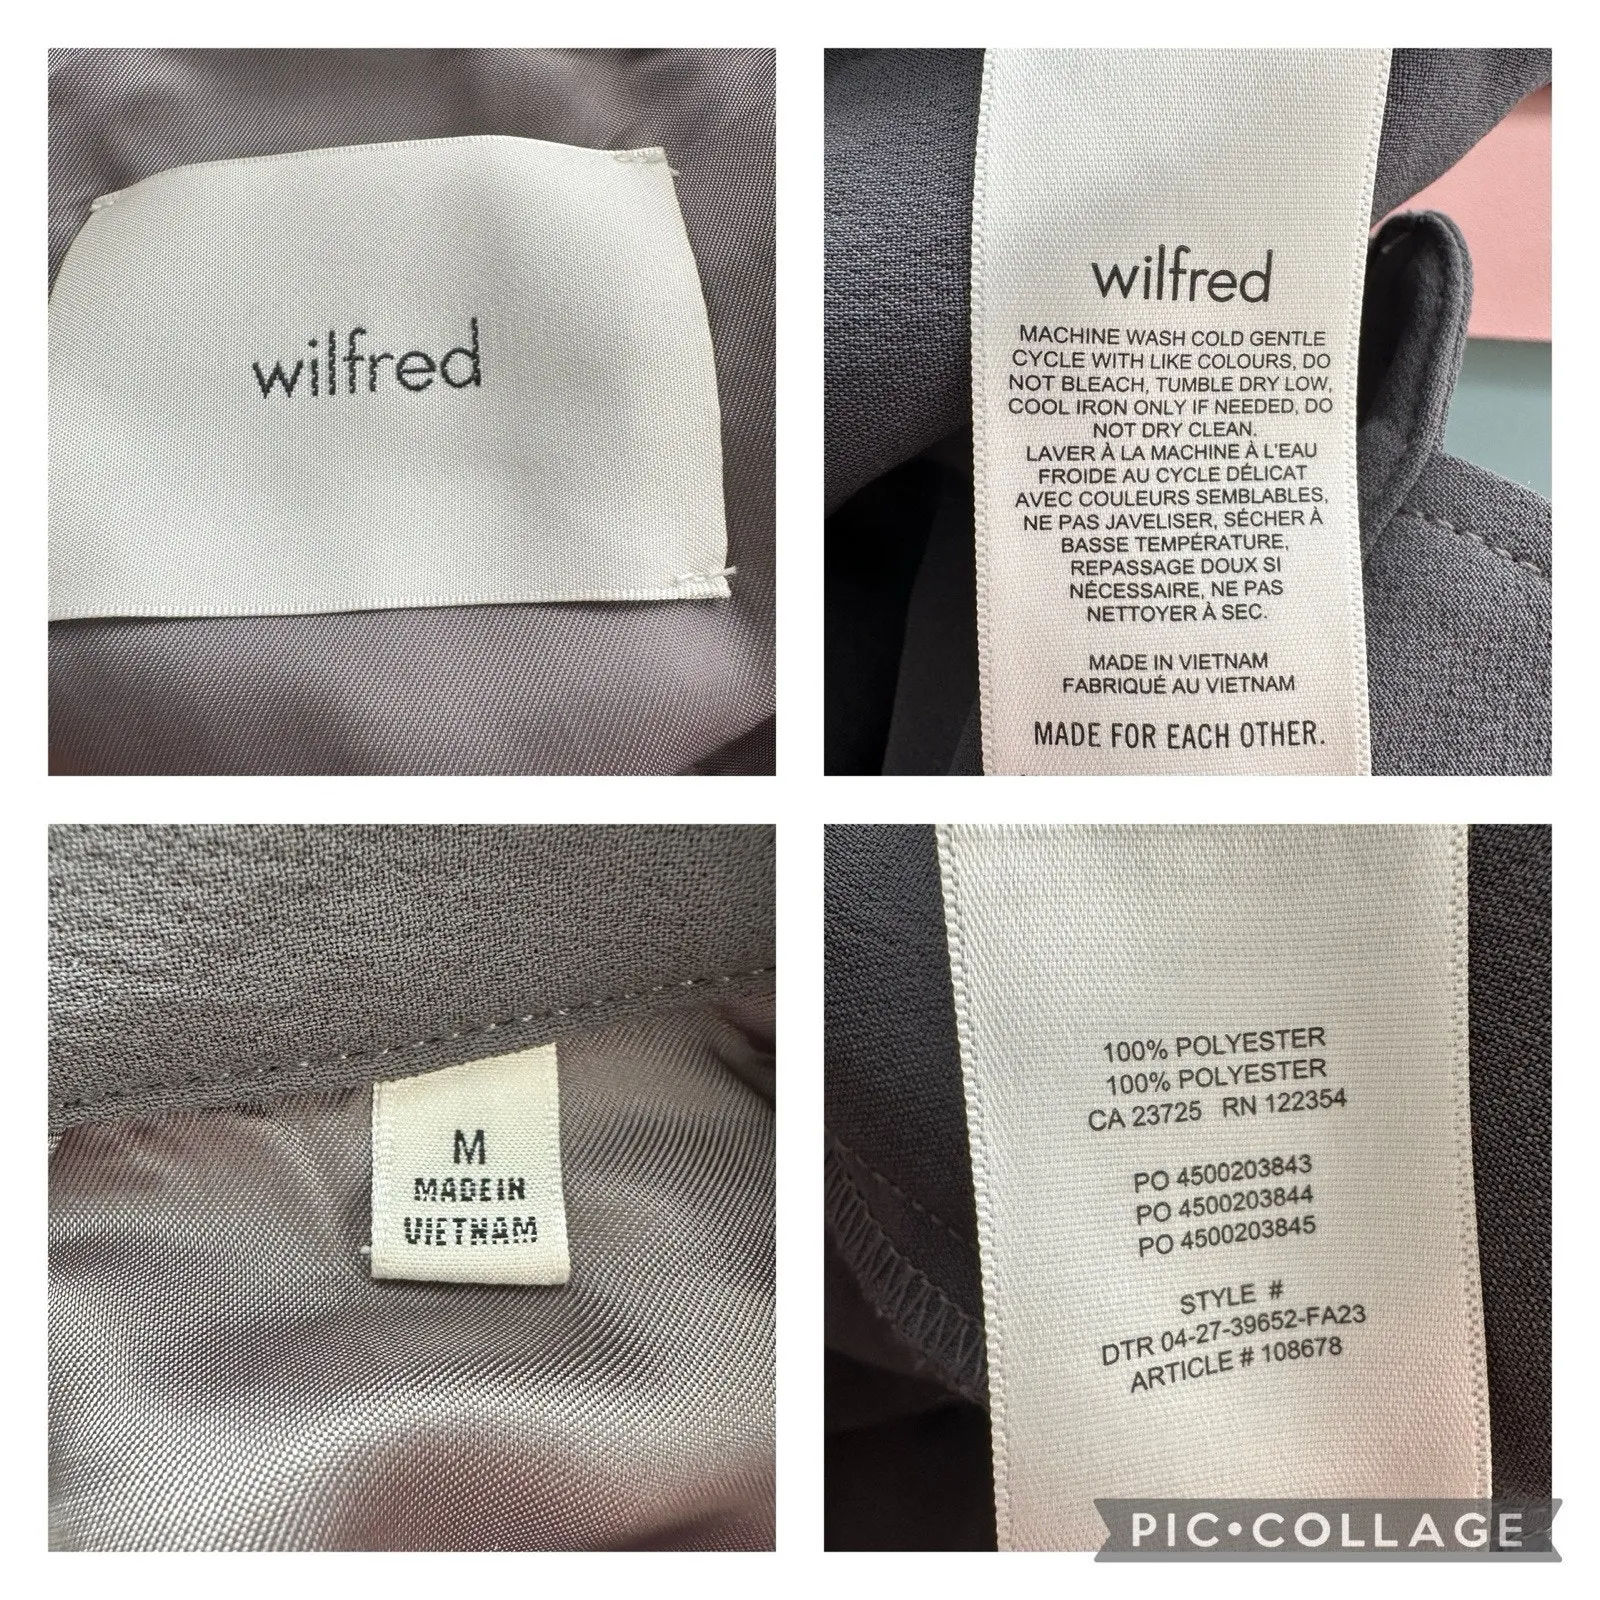 wilfred
wilfred
MACHINE WASH COLD GENTLE
CYCLE WITH LIKE COLOURS, DO
NOT BLEACH, TUMBLE DRY LOW,
COOL IRON ONLY IF NEEDED, DO
NOT DRY CLEAN.
LAVER À LA MACHINE À L'EAU
FROIDE AU CYCLE DÉLICAT
AVEC COULEURS SEMBLABLES,
NE PAS JAVELISER, SÉCHER À
BASSE TEMPÉRATURE,
REPASSAGE DOUX SI
NÉCESSAIRE, NE PAS
NETTOYER À SEC.
MADE IN VIETNAM
FABRIQUÉ AU VIETNAM
MADE FOR EACH OTHER.
M
MADE IN
VIETNAM
100% POLYESTER
100% POLYESTER
CA 23725 RN 122354
PO 4500203843
PO 4500203844
PO 4500203845
STYLE #
DTR 04-27-39652-FA23
ARTICLE # 108678
PIC•COLLAGE